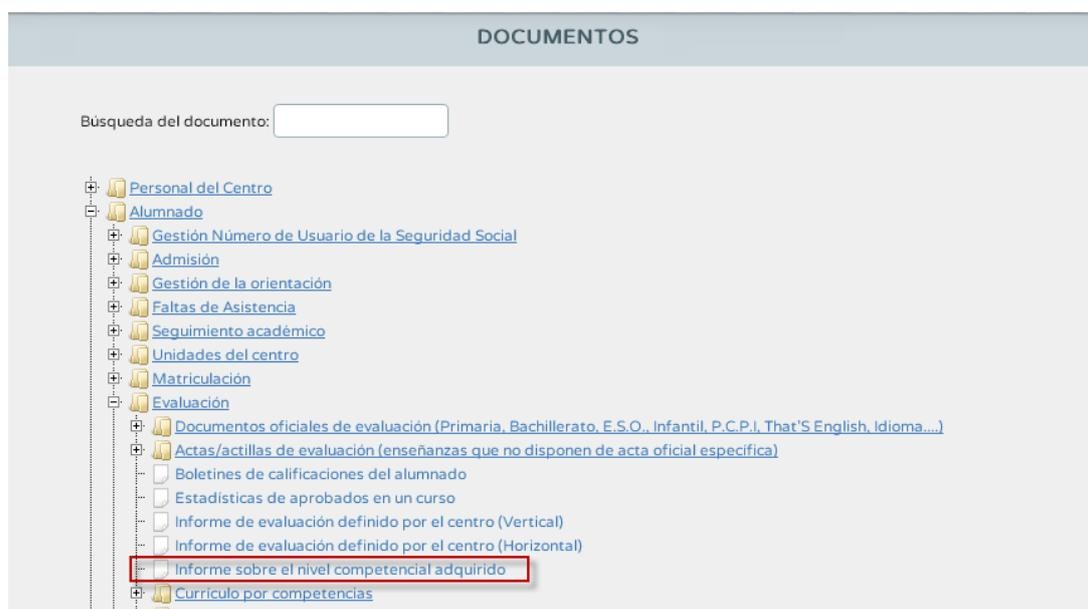 DOCUMENTOS
Búsqueda del documento:
Personal del Centro
Alumnado
Gestión Número de Usuario de la Seguridad Social
Admisión
Gestión de la orientación
Faltas de Asistencia
Seguimiento académico
Unidades del centro
Matriculación
Evaluación
Documentos oficiales de evaluación (Primaria, Bachillerato, E.S.O., Infantil, P.C.P.I, That'S English, Idioma....)
Actas/actillas de evaluación (enseñanzas que no disponen de acta oficial específica)
Boletines de calificaciones del alumnado
Estadísticas de aprobados en un curso
Informe de evaluación definido por el centro (Vertical)
Informe de evaluación definido por el centro (Horizontal)
Informe sobre el nivel competencial adquirido
Currículo por competencias